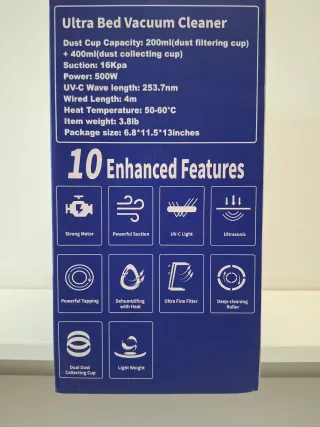 Ultra Bed Vacuum Cleaner
Dust Cup Capacity: 200ml(dust filtering cup)
+ 400ml(dust collecting cup)
Suction: 16Kpa
Power: 500W
UV-C Wave length: 253.7nm
Wired Length: 4m
Heat Temperature: 50-60°C
Item weight: 3.8lb
Package size: 6.8*11.5*13inches
10 Enhanced Features
Strong Motor
Powerful Suction
UV-C Light
Ultrasonic
Powerful Tapping
Dehumidifing
with Heat
Ultra Fine Filter
Deep-cleaning
Roller
Dual Dust
Collecting Cup
Light Weight